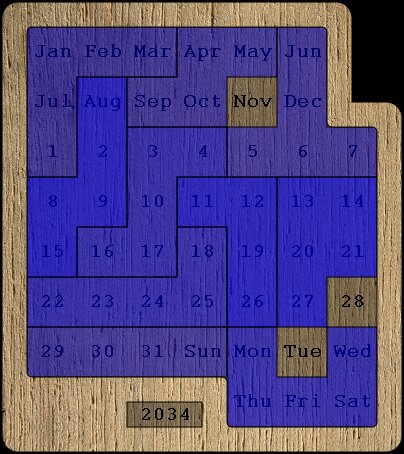 Jan Feb Mar Apr May Jun
Jul Aug Sep Oct Nov Dec
1 2 3 4 5 6 7
8 9 10 11 12 13 14
15 16 17 18 19 20 21
22 23 24 25 26 27 28
29 30 31 Sun Mon Tue Wed
Thu Fri Sat
2034